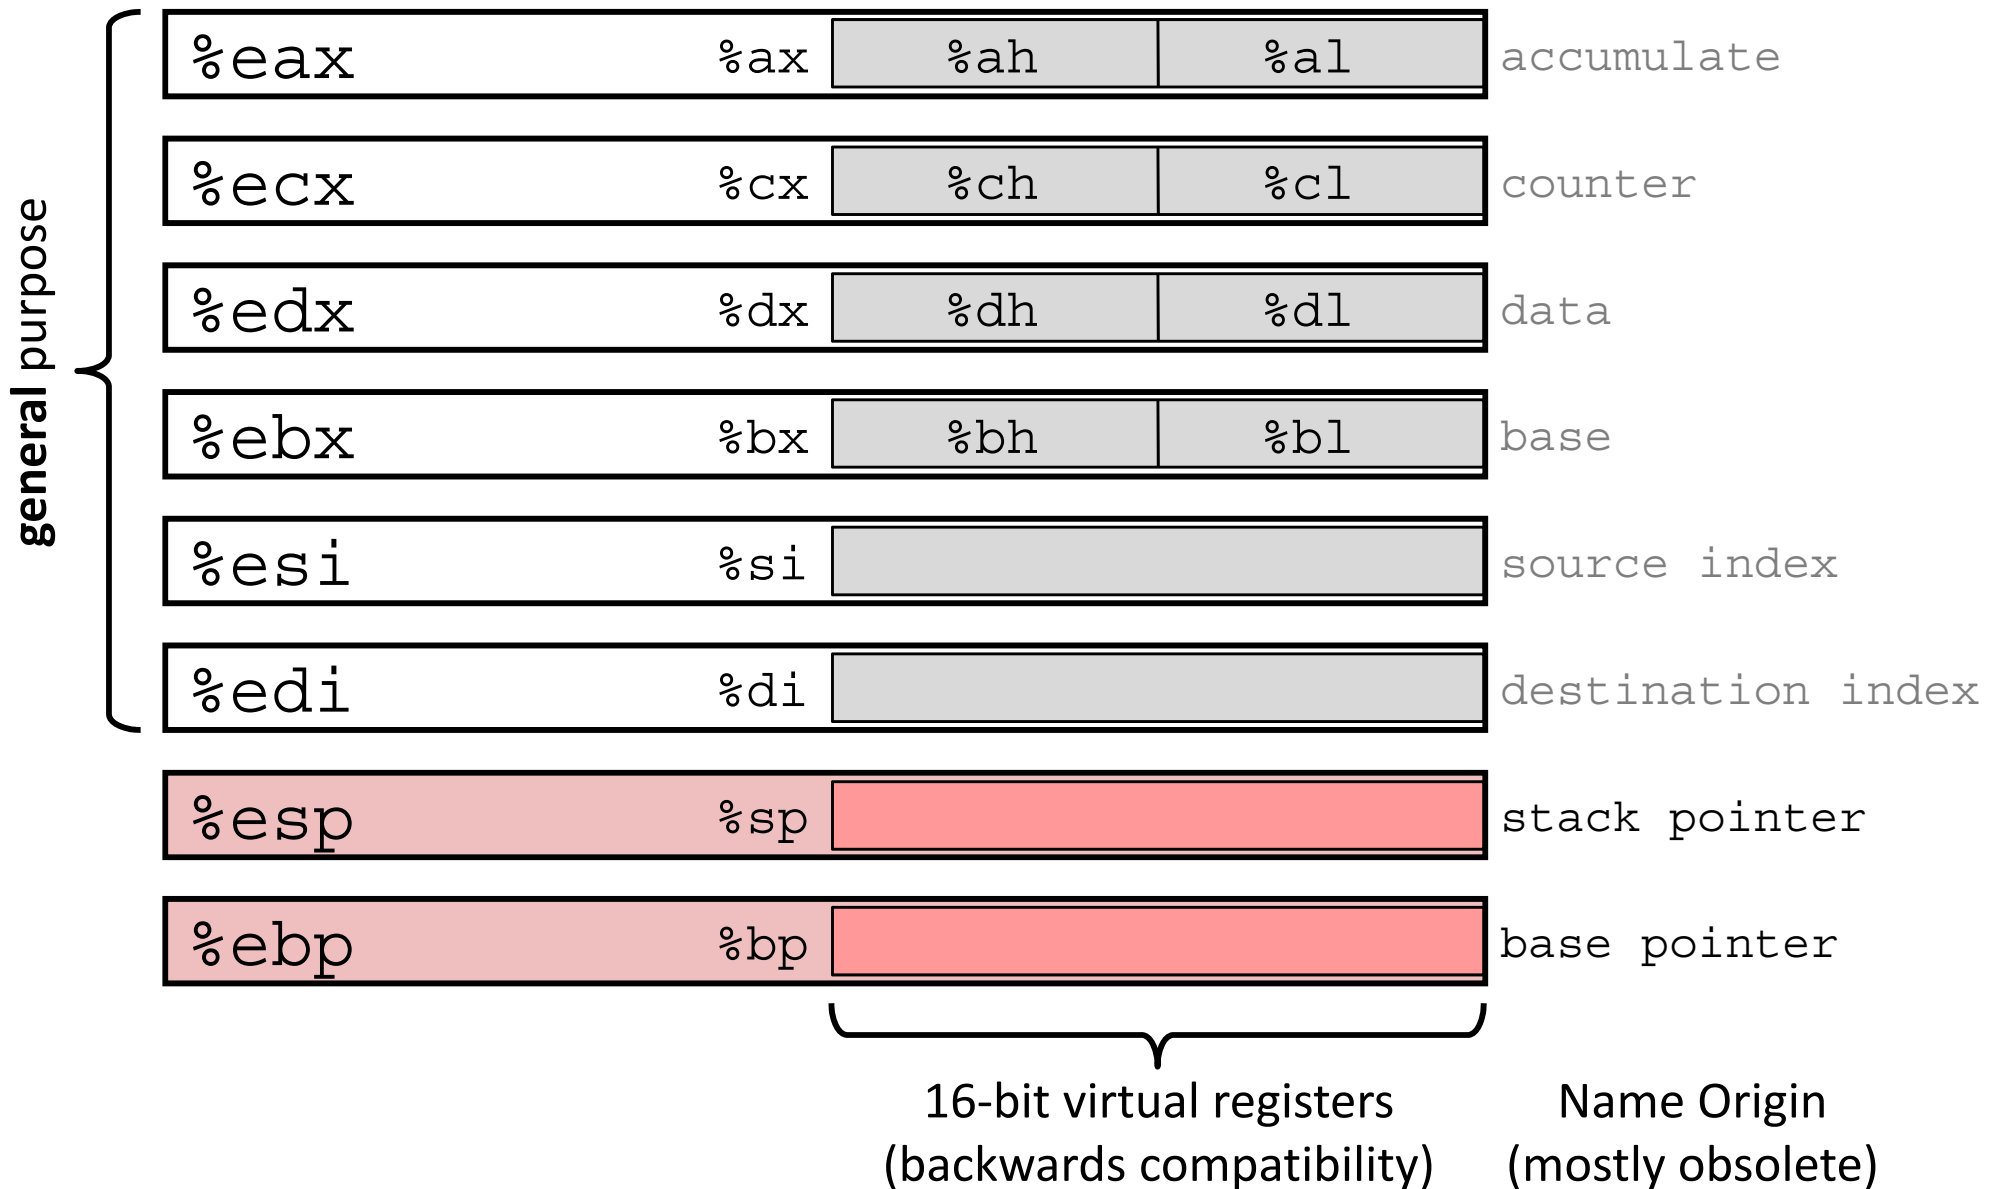 general purpose
%eax %ax %ah %al accumulate
%ecx %cx %ch %cl counter
%edx %dx %dh %dl data
%ebx %bx %bh %bl base
%esi %si source index
%edi %di destination index
%esp %sp stack pointer
%ebp %bp base pointer
16-bit virtual registers
(backwards compatibility)
Name Origin
(mostly obsolete)